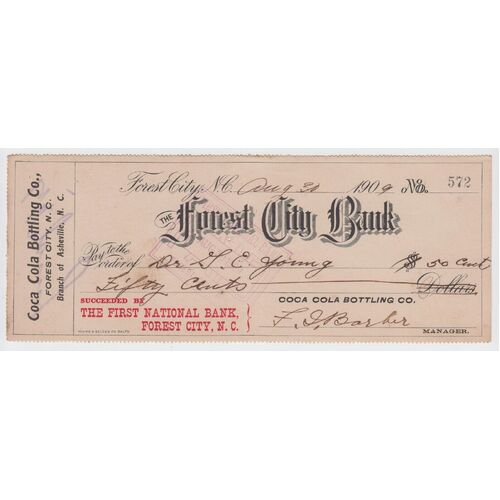 Coca Cola Bottling Co.,
FOREST CITY, N. C.
Branch of Asheville, N. C.
Forest City, N.C. Aug 30 1909 No. 572
THE Forest City Bank
Pay to the order of Dr G. E. Young $ 50 Cent
Fifty Cents Dollars
SUCCEEDED BY
THE FIRST NATIONAL BANK,
FOREST CITY, N. C.
COCA COLA BOTTLING CO.
F. I. Barber
MANAGER.